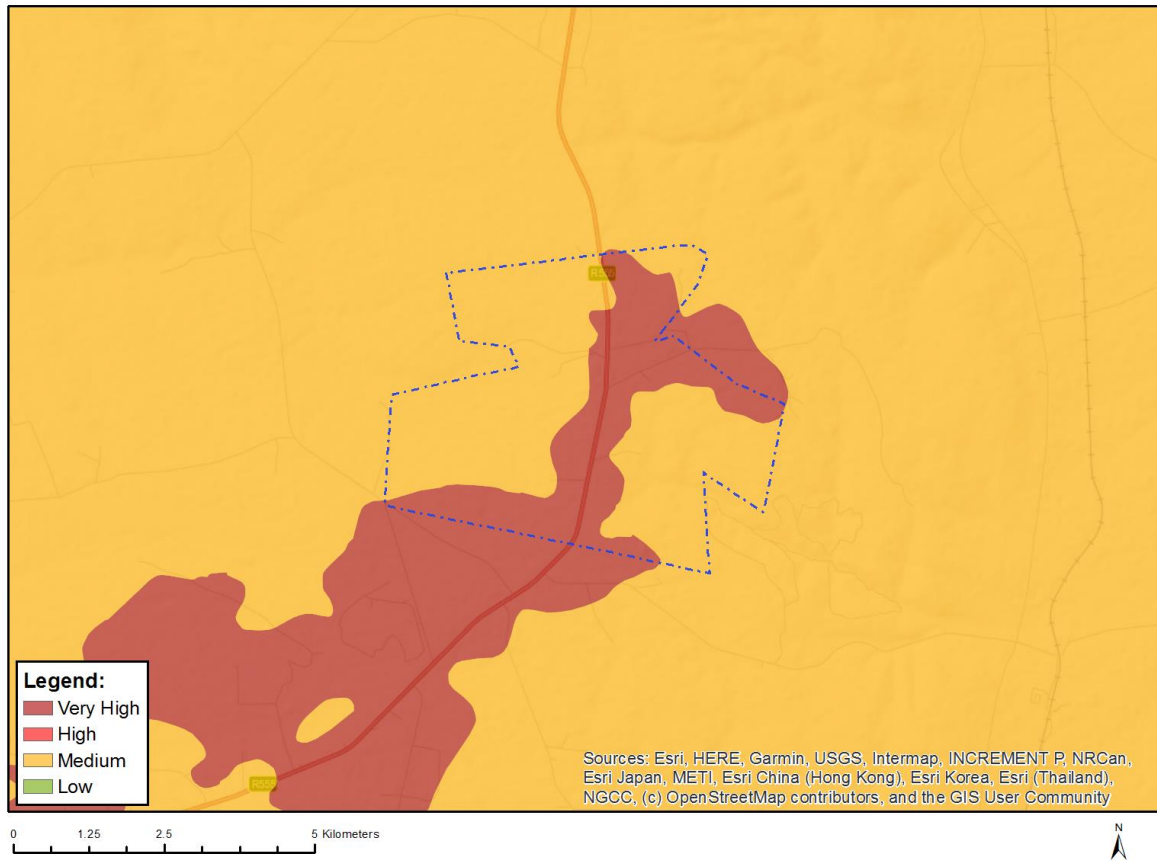 R556
Legend:
Very High
High
Medium
Low
Sources: Esri, HERE, Garmin, USGS, Intermap, INCREMENT P, NRCan,
Esri Japan, METI, Esri China (Hong Kong), Esri Korea, Esri (Thailand),
NGCC, (c) OpenStreetMap contributors, and the GIS User Community
0 1.25 2.5 5 Kilometers
N